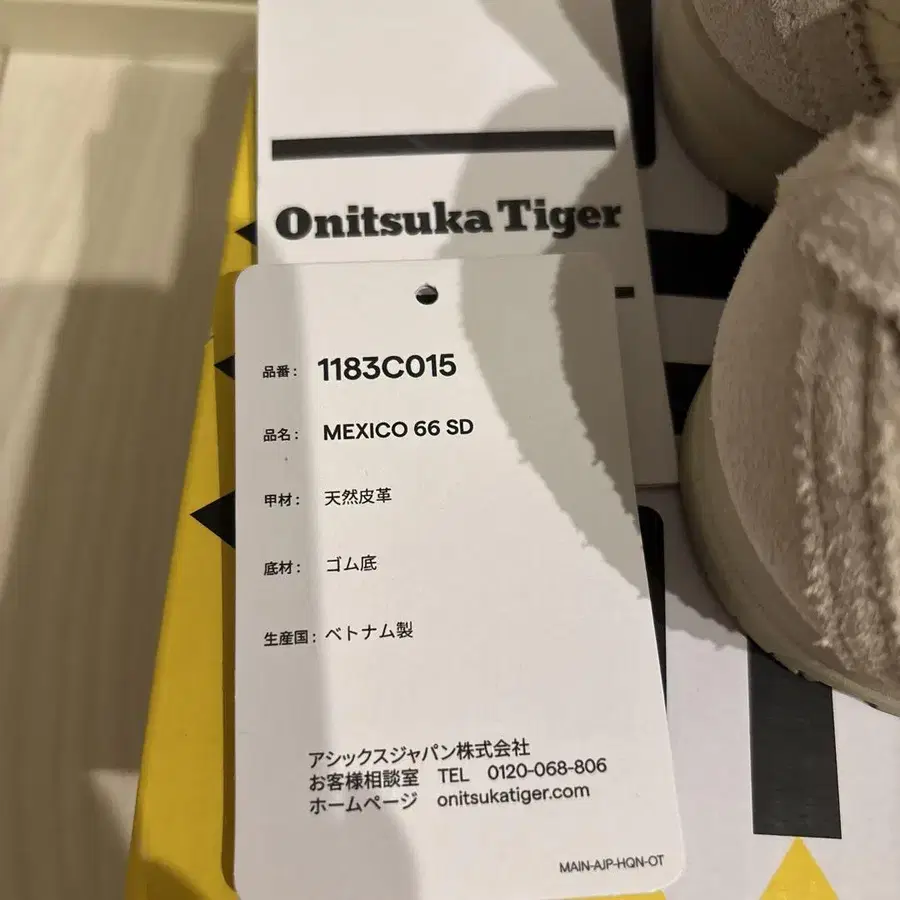 Onitsuka Tiger
品番: 1183C015
品名: MEXICO 66 SD
甲材: 天然皮革
底材: ゴム底
生産国: ベトナム製
アシックスジャパン株式会社
お客様相談室 TEL 0120-068-806
ホームページ onitsukatiger.com
MAIN-AJP-HQN-OT